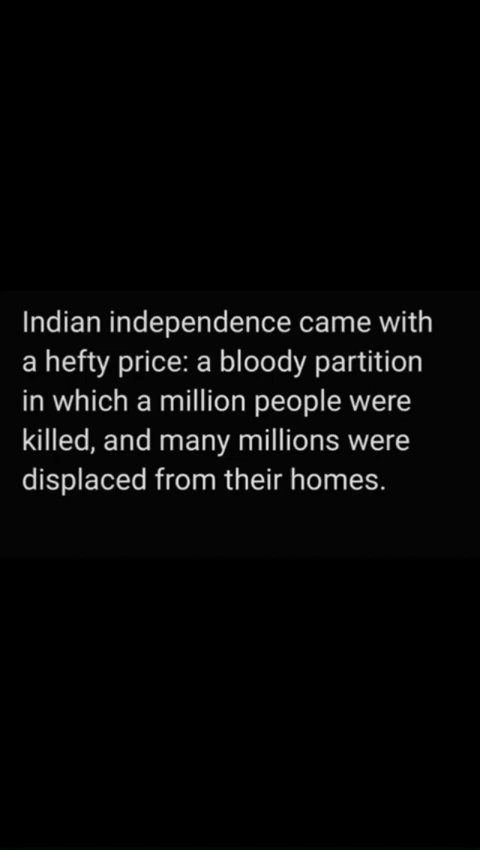 Indian independence came with
a hefty price: a bloody partition
in which a million people were
killed, and many millions were
displaced from their homes.